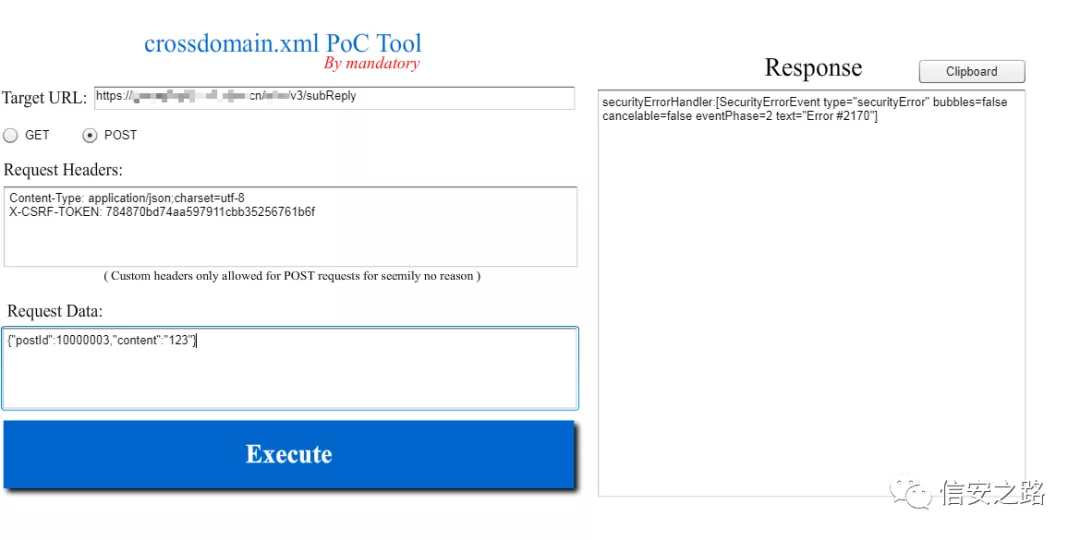 crossdomain.xml PoC Tool
By mandatory
Target URL: https:// cn/ /v3/subReply
GET POST
Request Headers:
Content-Type: application/json;charset=utf-8
X-CSRF-TOKEN: 784870bd74aa597911cbb35256761b6f
( Custom headers only allowed for POST requests for seemily no reason )
Request Data:
{"postId":10000003,"content":"123"}
Execute
Response
Clipboard
securityErrorHandler:[SecurityErrorEvent type="securityError" bubbles=false
cancelable=false eventPhase=2 text="Error #2170"]
信安之路